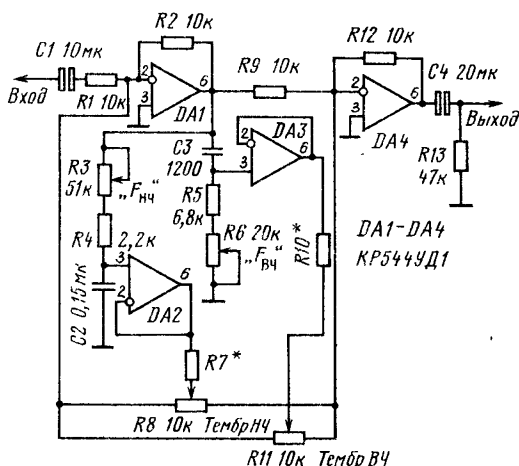 R2 10к
C1 10мк
2
6
R1 10к
3
Вход
DA1
R9 10к
R12 10к
2
6
3
DA4
C4 20мк
Выход
R13
47к
C3
1200
DA3
2
6
3
R3
51к
„Fнч“
R5
6,8к
R6 20к
„Fвч“
R10*
R4
2,2к
C2 0,15мк
3
6
2
DA2
R7*
DA1-DA4
КР544УД1
R8 10к Тембр НЧ
R11 10к Тембр ВЧ